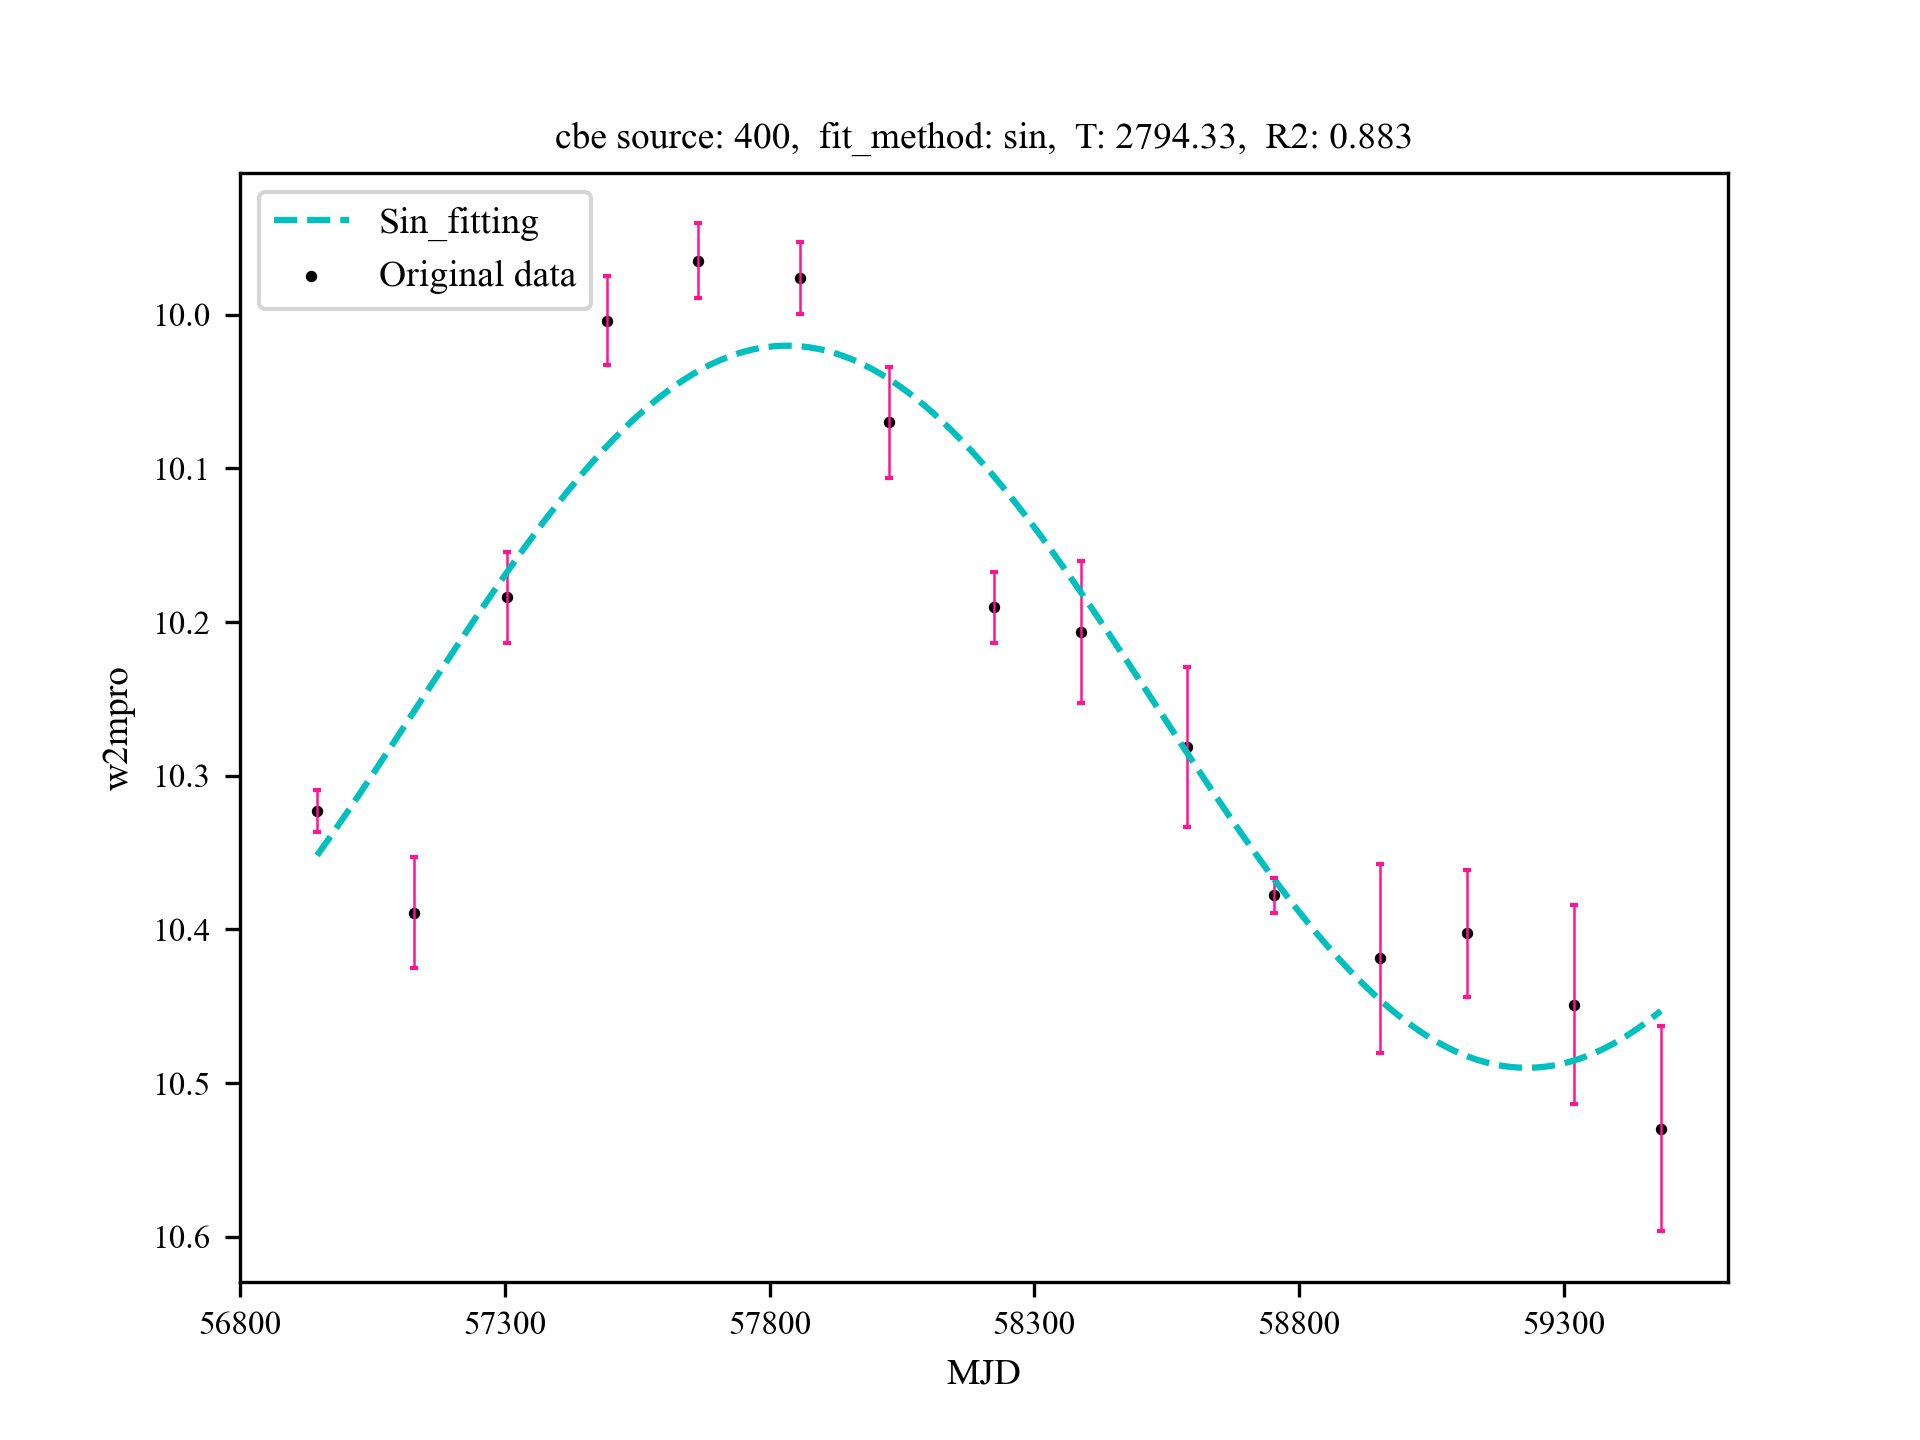 cbe source: 400,  fit_method: sin,  T: 2794.33,  R2: 0.883
Sin_fitting
Original data
10.0
10.1
10.2
10.3
10.4
10.5
10.6
w2mpro
56800
57300
57800
58300
58800
59300
MJD